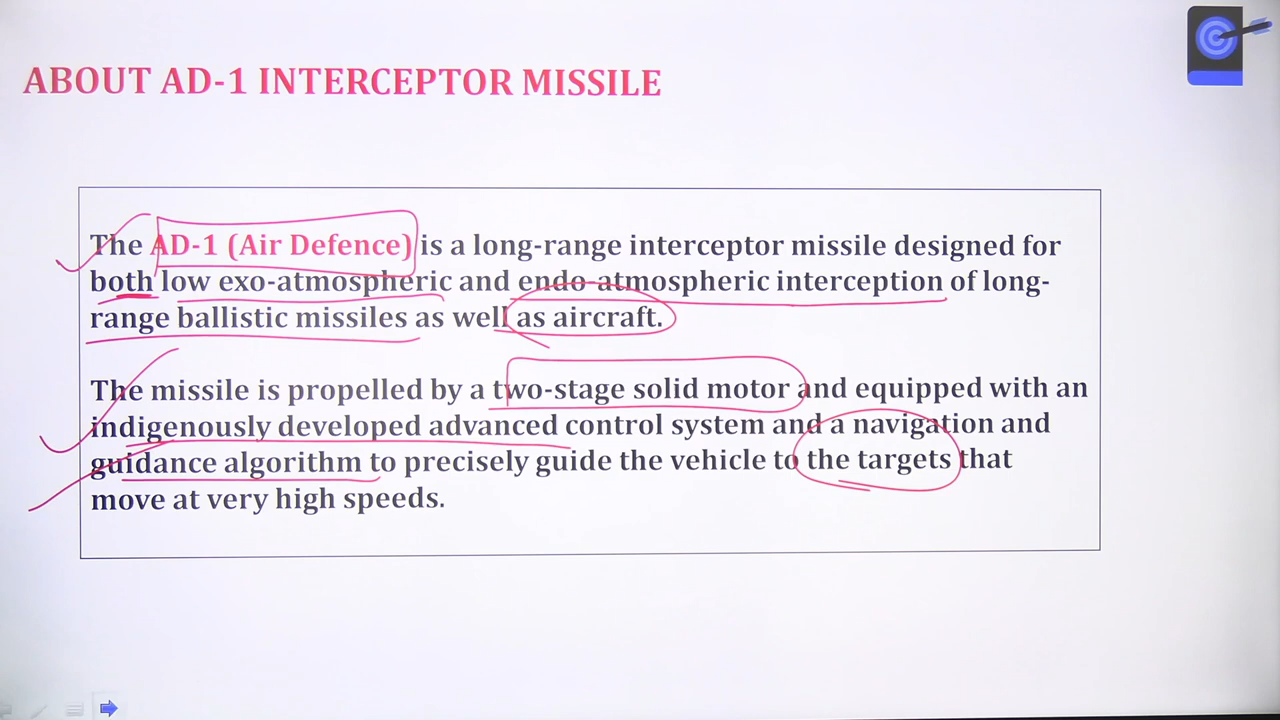 ABOUT AD-1 INTERCEPTOR MISSILE
The AD-1 (Air Defence) is a long-range interceptor missile designed for
both low exo-atmospheric and endo-atmospheric interception of long-
range ballistic missiles as well as aircraft.
The missile is propelled by a two-stage solid motor and equipped with an
indigenously developed advanced control system and a navigation and
guidance algorithm to precisely guide the vehicle to the targets that
move at very high speeds.